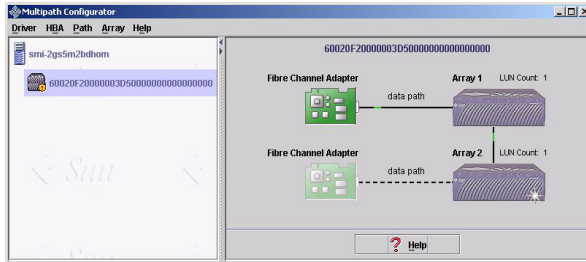 Multipath Configurator
Driver HBA Path Array Help
smi-2gs5m2bdhom
60020F20000003D50000000000000000
60020F20000003D50000000000000000
Fibre Channel Adapter
data path
Array 1 LUN Count: 1
Fibre Channel Adapter
data path
Array 2 LUN Count: 1
? Help
Sun